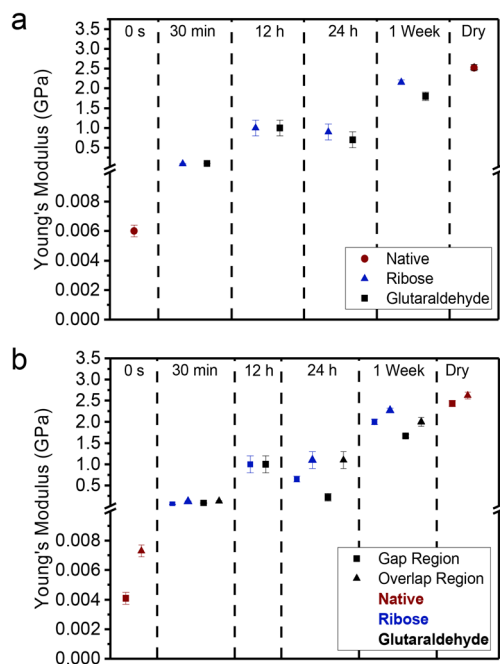 a
0 s 30 min 12 h 24 h 1 Week Dry
Young's Modulus (GPa)
3.5
3.0
2.5
2.0
1.5
1.0
0.5
0.008
0.006
0.004
0.002
0.000
Native
Ribose
Glutaraldehyde
b
0 s 30 min 12 h 24 h 1 Week Dry
Young's Modulus (GPa)
3.5
3.0
2.5
2.0
1.5
1.0
0.5
0.008
0.006
0.004
0.002
0.000
Gap Region
Overlap Region
Native
Ribose
Glutaraldehyde